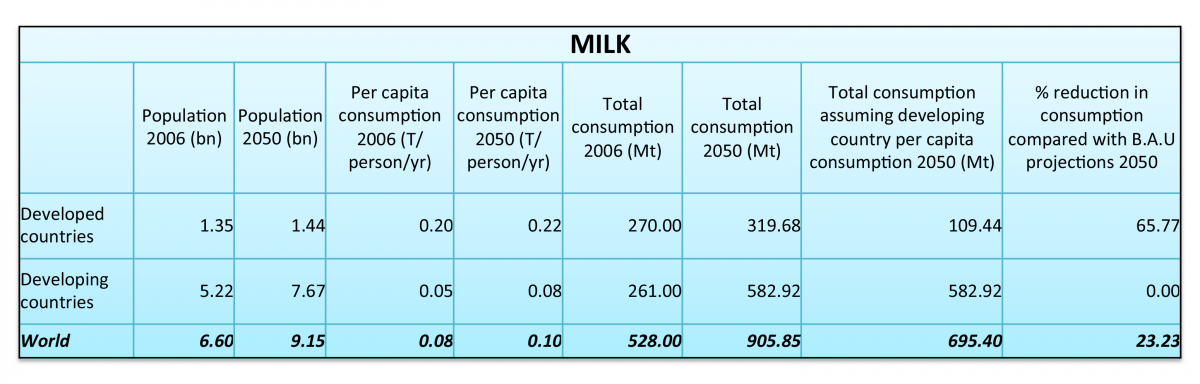 MILK
Population 2006 (bn)
Population 2050 (bn)
Per capita consumption 2006 (T/person/yr)
Per capita consumption 2050 (T/person/yr)
Total consumption 2006 (Mt)
Total consumption 2050 (Mt)
Total consumption assuming developing country per capita consumption 2050 (Mt)
% reduction in consumption compared with B.A.U projections 2050
Developed countries 1.35 1.44 0.20 0.22 270.00 319.68 109.44 65.77
Developing countries 5.22 7.67 0.05 0.08 261.00 582.92 582.92 0.00
World 6.60 9.15 0.08 0.10 528.00 905.85 695.40 23.23